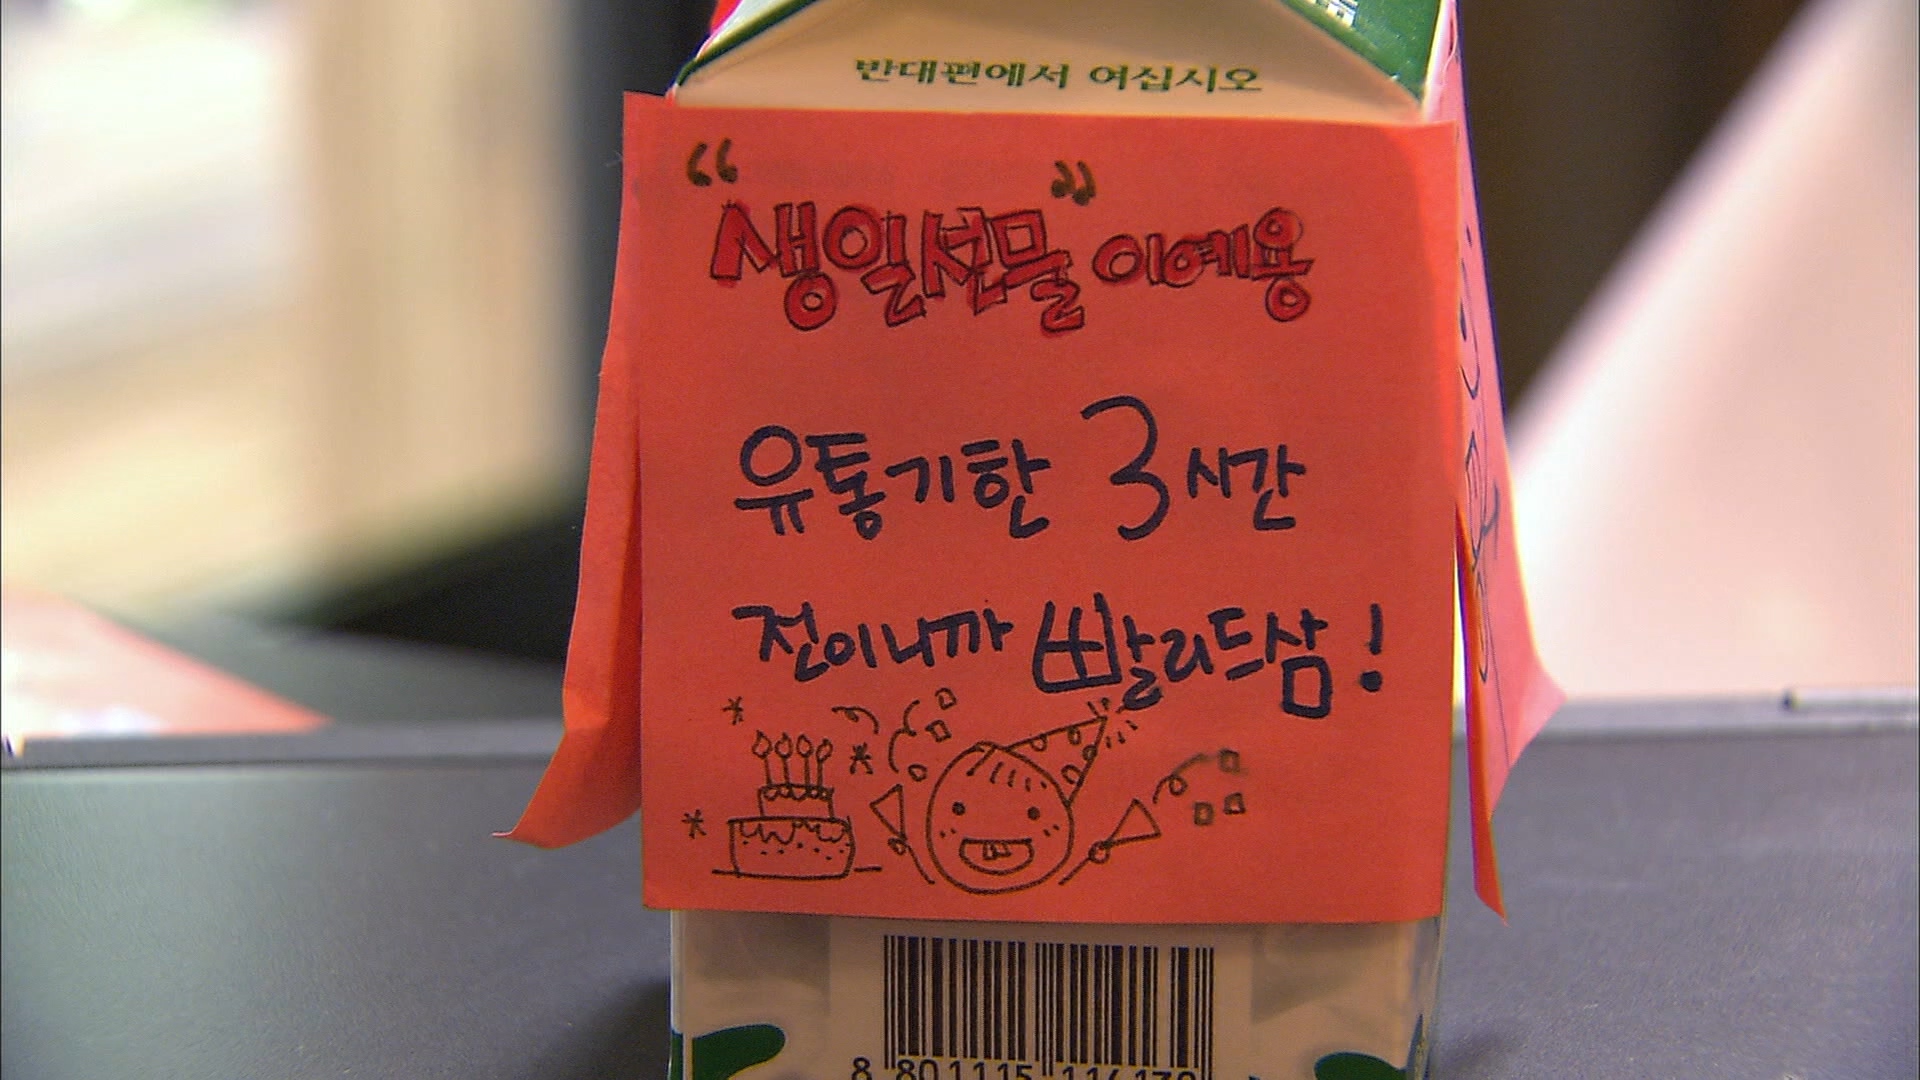 반대편에서 여십시오
"생일선물" 이예용
유통기한 3시간
전이니까 빨리드삼!
8 801115 114130